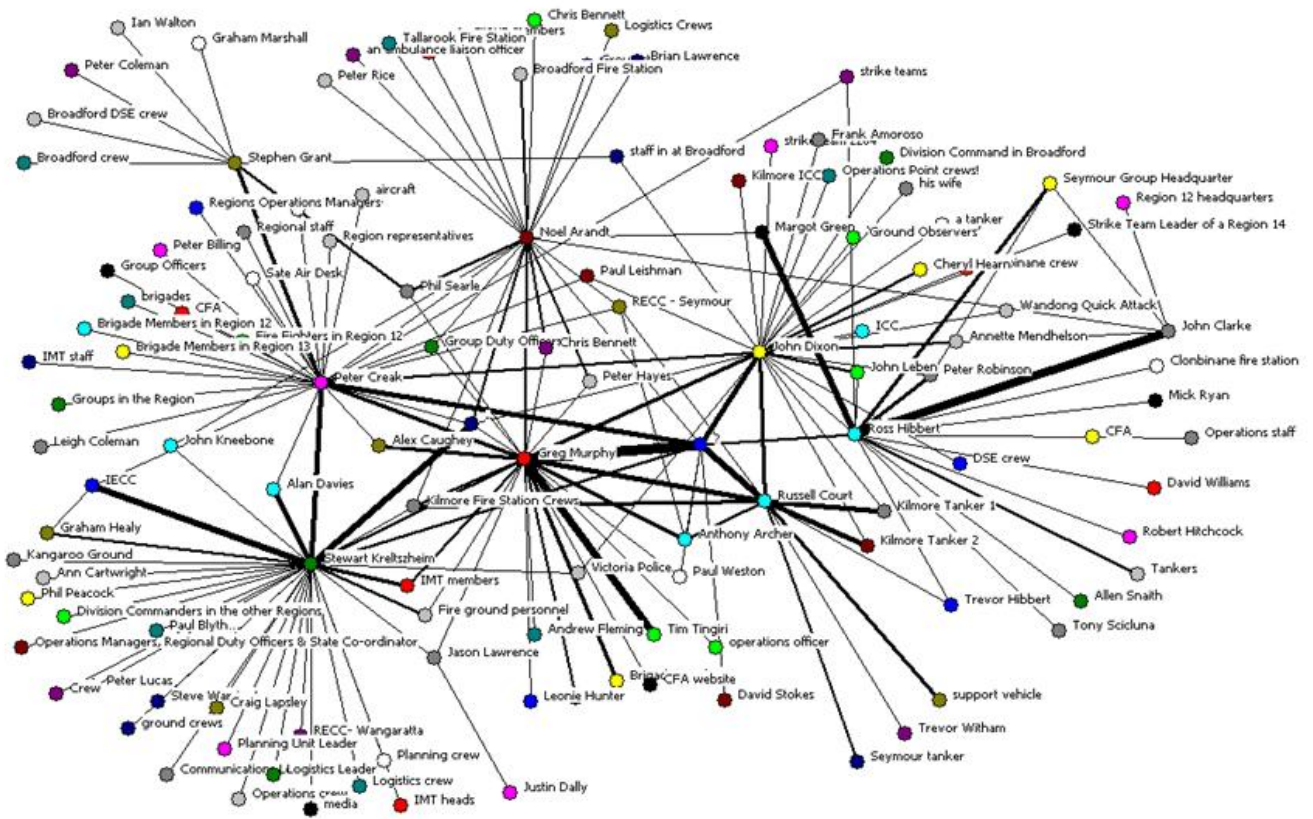 Chris Bennett
Ian Walton
Logistics Crews
Graham Marshall
Tallarook Fire Station
an ambulance liaison officer
Brian Lawrence
Peter Coleman
Peter Rice
Broadford Fire Station
strike teams
Broadford DSE crew
Frank Amoroso
Stephen Grant
staff in at Broadford
Division Command in Broadford
Broadford crew
Kilmore ICC
Operations Point crews!
Seymour Group Headquarter
aircraft
his wife
Region 12 headquarters
Regions Operations Managers
Regional staff
Noel Arandt
Margot Green
Ground Observers
a tanker
Strike Team Leader of a Region 14
Region representatives
Peter Billing
Group Officers
Sate Air Desk
Phil Searle
Paul Leishman
Cheryl Hearn
inane crew
brigades
CFA
RECC - Seymour
Wandong Quick Attack
Brigade Members in Region 12
Fire Fighters in Region 12
ICC
John Clarke
Brigade Members in Region 13
Group Duty Officer
Chris Bennett
John Dixon
Annette Mendhelson
IMT staff
Peter Creak
Peter Hayes
John Leben
Peter Robinson
Clonbinane fire station
Groups in the Region
Mick Ryan
Leigh Coleman
John Kneebone
Alex Caughey
Greg Murphy
Ross Hibbert
CFA
Operations staff
IECC
Alan Davies
DSE crew
David Williams
Graham Healy
Kilmore Fire Station Crews
Russell Court
Kilmore Tanker 1
Kangaroo Ground
Stewart Kreltszheim
Anthony Archer
Kilmore Tanker 2
Robert Hitchcock
Ann Cartwright
IMT members
Victoria Police
Paul Weston
Tankers
Phil Peacock
Division Commanders in the other Regions
Fire ground personnel
Trevor Hibbert
Allen Snaith
Paul Blyth...
Andrew Fleming
Tim Tingiri
Tony Scicluna
Operations Managers, Regional Duty Officers & State Co-ordinator
Jason Lawrence
operations officer
Crew
Peter Lucas
Steve War
Craig Lapsley
Leonie Hunter
CFA website
David Stokes
support vehicle
ground crews
RECC- Wangaratta
Trevor Witham
Planning Unit Leader
Planning crew
Seymour tanker
Logistics Leader
Logistics crew
Justin Dally
Operations crew
media
IMT heads